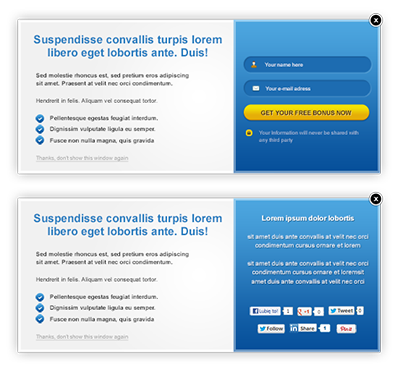 x
Suspendisse convallis turpis lorem
libero eget lobortis ante. Duis!
Sed molestie rhoncus est, sed pretium eros adipiscing
sit amet. Praesent at velit nec orci condimentum.
Hendrerit in felis. Aliquam vel consequat tortor.
Pellentesque egestas feugiat interdum.
Dignissim vulputate ligula eu semper.
Fusce non nulla magna, quis gravida
Thanks, don't show this window again
Your name here
Your e-mail adress
GET YOUR FREE BONUS NOW
Your Information will never be shared with
any third party
x
Suspendisse convallis turpis lorem
libero eget lobortis ante. Duis!
Sed molestie rhoncus est, sed pretium eros adipiscing
sit amet. Praesent at velit nec orci condimentum.
Hendrerit in felis. Aliquam vel consequat tortor.
Pellentesque egestas feugiat interdum.
Dignissim vulputate ligula eu semper.
Fusce non nulla magna, quis gravida
Thanks, don't show this window again
Lorem ipsum dolor lobortis
sit amet duis ante convallis at velit nec orci
condimentum cursus ornare et lorem
amet duis ante convallis at velit nec orci
condimentum cursus ornare et loremsit
amet duis ante convallis at velit nec orci
Lubię to! 1 +1 0 Tweet 0
Follow in Share 1 Pin it